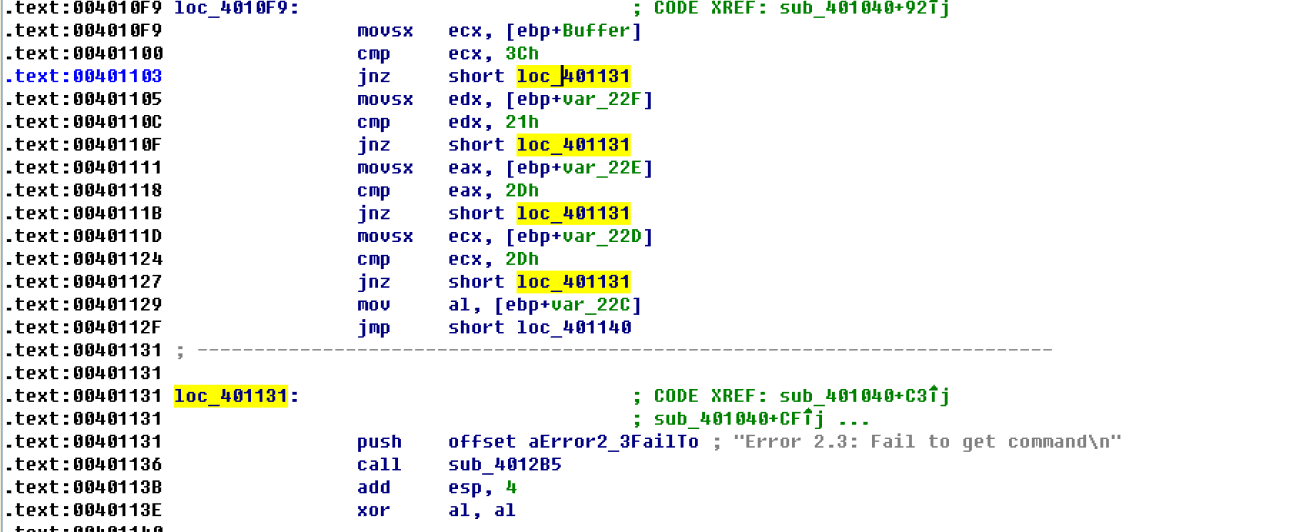 .text:004010F9 loc_4010F9: ; CODE XREF: sub_401040+92↑j
.text:004010F9 movsx ecx, [ebp+Buffer]
.text:00401100 cmp ecx, 3Ch
.text:00401103 jnz short loc_401131
.text:00401105 movsx edx, [ebp+var_22F]
.text:0040110C cmp edx, 21h
.text:0040110F jnz short loc_401131
.text:00401111 movsx eax, [ebp+var_22E]
.text:00401118 cmp eax, 2Dh
.text:0040111B jnz short loc_401131
.text:0040111D movsx ecx, [ebp+var_22D]
.text:00401124 cmp ecx, 2Dh
.text:00401127 jnz short loc_401131
.text:00401129 mov al, [ebp+var_22C]
.text:0040112F jmp short loc_401140
.text:00401131 ; ---------------------------------------------------------------------------
.text:00401131
.text:00401131 loc_401131: ; CODE XREF: sub_401040+C3↑j
.text:00401131 ; sub_401040+CF↑j ...
.text:00401131 push offset aError2_3FailTo ; "Error 2.3: Fail to get command\n"
.text:00401136 call sub_4012B5
.text:0040113B add esp, 4
.text:0040113E xor al, al
.text:00401140